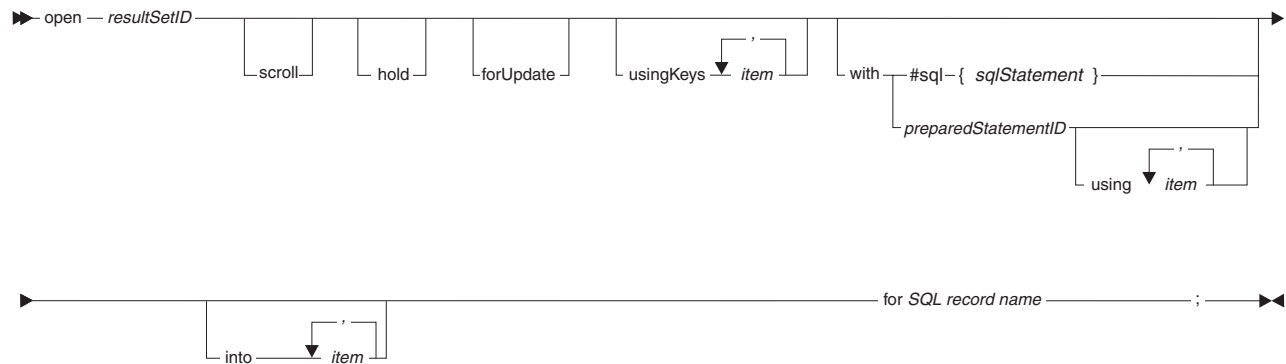 open resultSetID
scroll
hold
forUpdate
usingKeys
,
item
with
#sql { sqlStatement }
preparedStatementID
using
,
item
into
,
item
for SQL record name ;